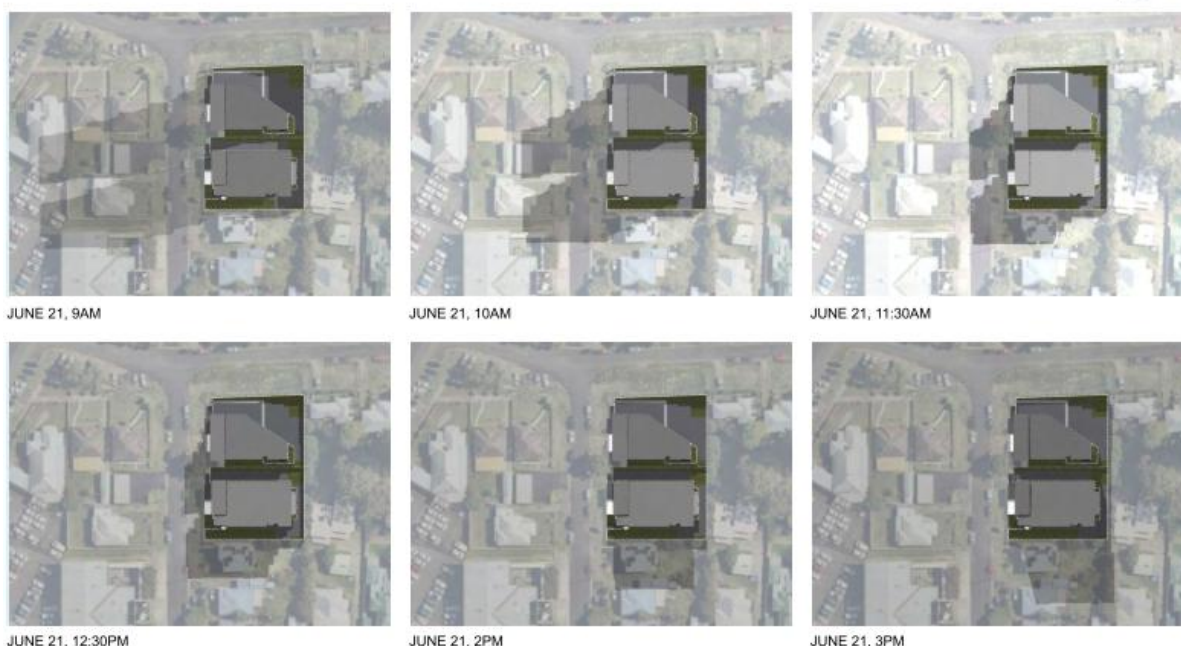 JUNE 21, 9AM
JUNE 21, 10AM
JUNE 21, 11:30AM
JUNE 21, 12:30PM
JUNE 21, 2PM
JUNE 21, 3PM